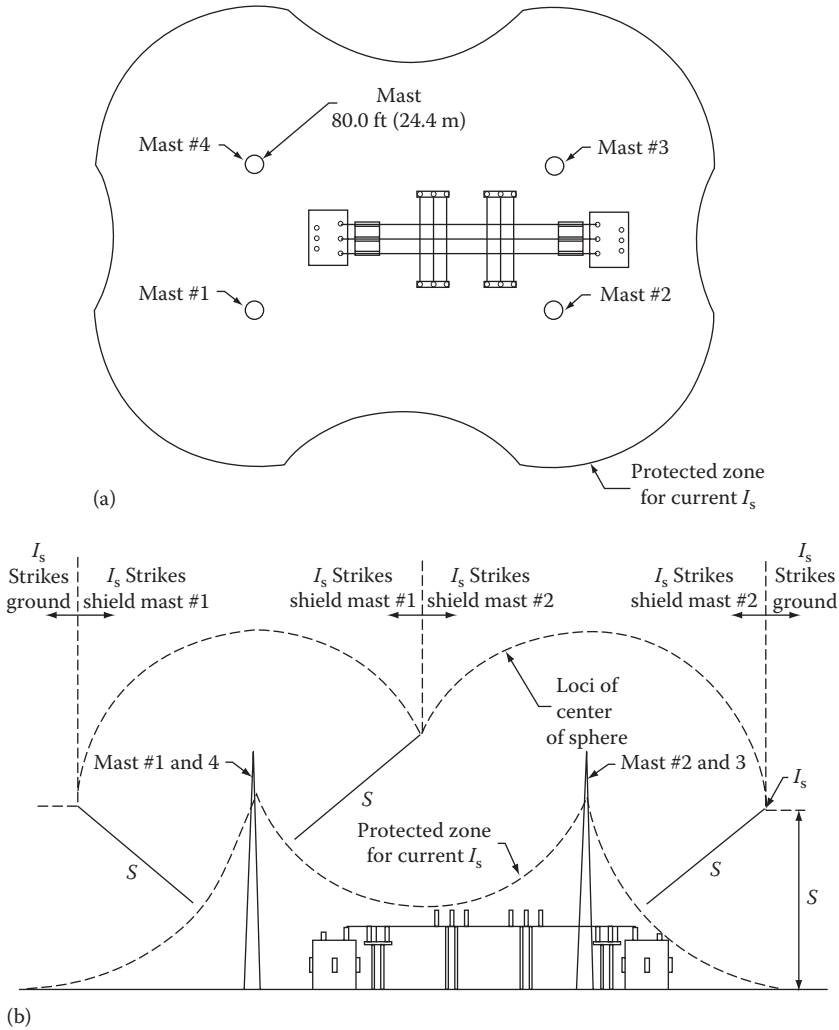 Mast
80.0 ft (24.4 m)
Mast #4
Mast #3
Mast #1
Mast #2
Protected zone
for current Is
(a)
Is
Strikes
ground
Is Strikes
shield mast #1
Is Strikes
shield mast #1
Is Strikes
shield mast #2
Is Strikes
shield mast #2
Is
Strikes
ground
Loci of
center
of sphere
Mast #1 and 4
Mast #2 and 3
Is
S
Protected zone
for current Is
S
S
S
(b)